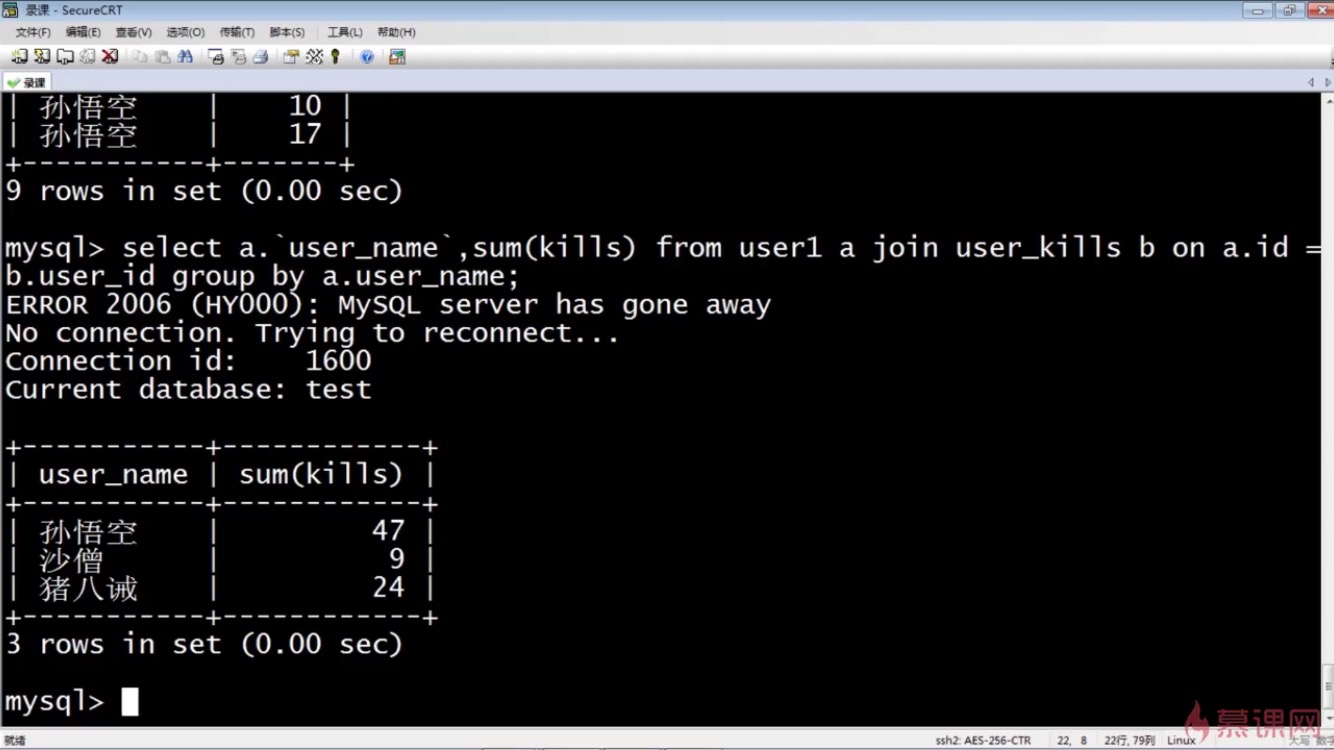 录课 - SecureCRT
文件(F) 编辑(E) 查看(V) 选项(O) 传输(T) 脚本(S) 工具(L) 帮助(H)
录课
| 孙悟空 | 10 |
| 孙悟空 | 17 |
+-----------+-------+
9 rows in set (0.00 sec)
mysql> select a.`user_name`,sum(kills) from user1 a join user_kills b on a.id =
b.user_id group by a.user_name;
ERROR 2006 (HY000): MySQL server has gone away
No connection. Trying to reconnect...
Connection id: 1600
Current database: test
+-----------+------------+
| user_name | sum(kills) |
+-----------+------------+
| 孙悟空 | 47 |
| 沙僧 | 9 |
| 猪八诫 | 24 |
+-----------+------------+
3 rows in set (0.00 sec)
mysql>
慕课网
就绪 ssh2: AES-256-CTR 22, 8 22行, 79列 Linux 大写 数字